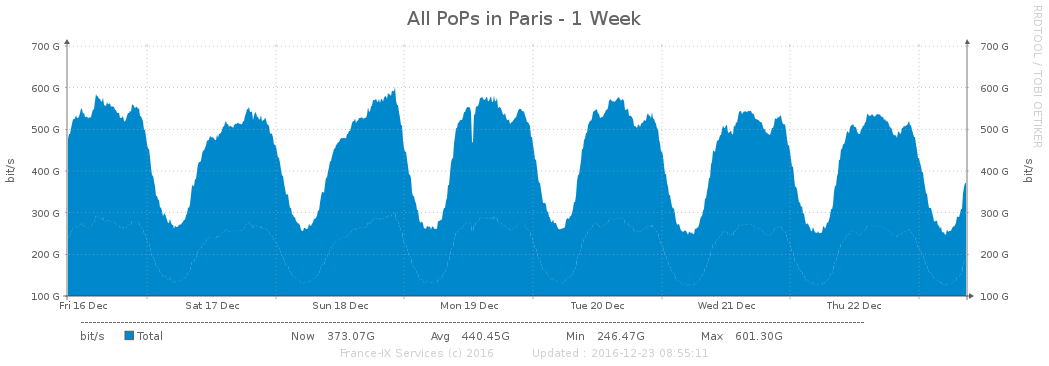 All PoPs in Paris - 1 Week
RRDTOOL / TOBI OETIKER
700 G 700 G
600 G 600 G
500 G 500 G
400 G 400 G
300 G 300 G
200 G 200 G
100 G 100 G
bit/s bit/s
Fri 16 Dec Sat 17 Dec Sun 18 Dec Mon 19 Dec Tue 20 Dec Wed 21 Dec Thu 22 Dec
bit/s Total Now 373.07G Avg 440.45G Min 246.47G Max 601.30G
France-IX Services (c) 2016 Updated : 2016-12-23 08:55:11